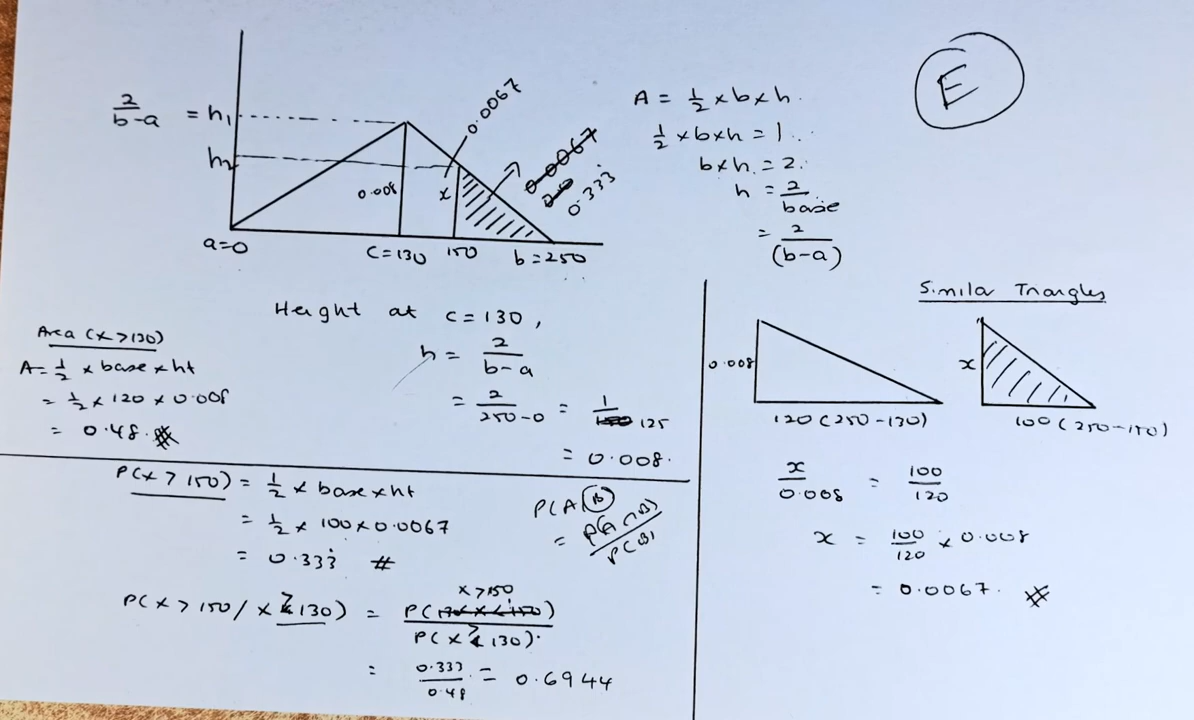 E
2/(b-a) = h₁
h₂
0.0067
0.008
x
0.0067
0.0
0.333̇
a=0
C=130
150
b=250
A = ½ × b × h.
½ × b × h = 1 ..
b × h = 2.
h = 2/base
= 2/(b-a)
Height at c = 130,
h = 2/(b-a)
= 2/(250-0) = 1/125
= 0.008.
Area (x > 130)
A = ½ × base × ht
= ½ × 120 × 0.008
= 0.48. #
P(x > 150) = ½ × base × ht
= ½ × 100 × 0.0067
= 0.333̇ #
P(A|B)
= P(A∩B)/P(B)
x > 150
P(x > 150 / x > 130) = P(130<x<150)/P(x > 130).
= 0.333/0.48 = 0.6944
Similar Triangles
0.008
120 (250-130)
x
100 (250-150)
x/0.008 = 100/120
x = 100/120 × 0.008
= 0.0067. #